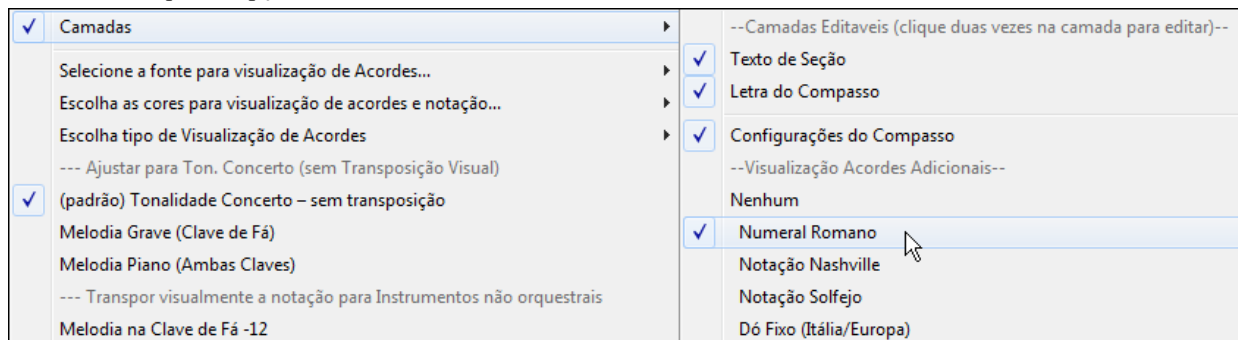 Camadas
Selecione a fonte para visualização de Acordes...
Escolha as cores para visualização de acordes e notação...
Escolha tipo de Visualização de Acordes
--- Ajustar para Ton. Concerto (sem Transposição Visual)
(padrão) Tonalidade Concerto – sem transposição
Melodia Grave (Clave de Fá)
Melodia Piano (Ambas Claves)
--- Transpor visualmente a notação para Instrumentos não orquestrais
Melodia na Clave de Fá -12
--Camadas Editaveis (clique duas vezes na camada para editar)--
Texto de Seção
Letra do Compasso
Configurações do Compasso
--Visualização Acordes Adicionais--
Nenhum
Numeral Romano
Notação Nashville
Notação Solfejo
Dó Fixo (Itália/Europa)